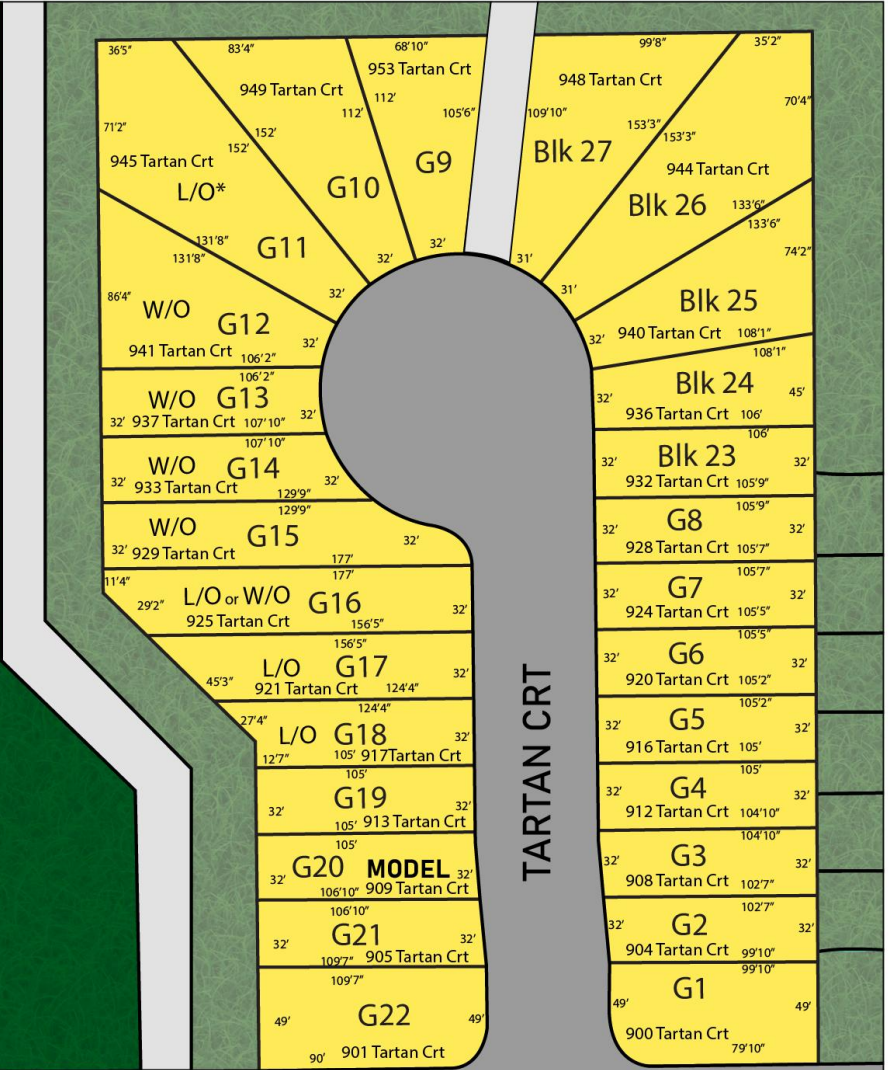 36'5"
83'4"
68'10"
99'8"
35'2"
953 Tartan Crt
949 Tartan Crt
948 Tartan Crt
112'
112'
105'6"
109'10"
70'4"
71'2"
152'
152'
153'3"
153'3"
945 Tartan Crt
L/O*
G10
G9
Blk 27
944 Tartan Crt
Blk 26
133'6"
133'6"
131'8"
131'8"
G11
32'
32'
31'
74'2"
32'
31'
86'4"
W/O
G12
941 Tartan Crt
106'2"
32'
Blk 25
32'
940 Tartan Crt
108'1"
106'2"
W/O
G13
32'
937 Tartan Crt
107'10"
32'
108'1"
Blk 24
32'
45'
936 Tartan Crt
106'
107'10"
W/O
G14
32'
933 Tartan Crt
129'9"
32'
106'
Blk 23
32'
32'
932 Tartan Crt
105'9"
129'9"
W/O
G15
32'
929 Tartan Crt
177'
32'
105'9"
G8
32'
32'
928 Tartan Crt
105'7"
11'4"
177'
29'2"
L/O or W/O
G16
925 Tartan Crt
156'5"
32'
105'7"
G7
32'
32'
924 Tartan Crt
105'5"
156'5"
L/O
G17
45'3"
921 Tartan Crt
124'4"
32'
105'5"
G6
32'
32'
920 Tartan Crt
105'2"
124'4"
27'4"
L/O
G18
12'7"
105'
917Tartan Crt
32'
105'2"
G5
32'
32'
916 Tartan Crt
105'
105'
G19
32'
32'
105'
913 Tartan Crt
105'
G4
32'
32'
912 Tartan Crt
104'10"
105'
G20
MODEL
32'
32'
106'10"
909 Tartan Crt
104'10"
G3
32'
32'
908 Tartan Crt
102'7"
106'10"
G21
32'
32'
109'7"
905 Tartan Crt
102'7"
G2
32'
32'
904 Tartan Crt
99'10"
109'7"
G22
49'
49'
90'
901 Tartan Crt
99'10"
G1
49'
49'
900 Tartan Crt
79'10"
TARTAN CRT